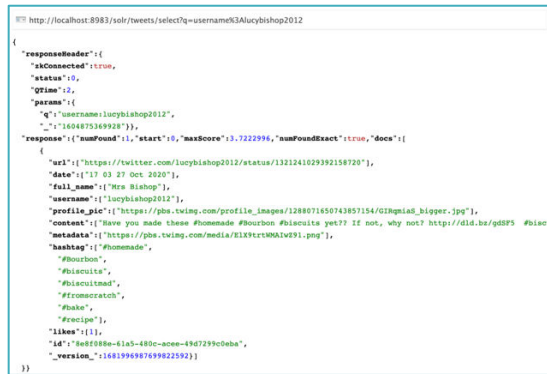 http://localhost:8983/solr/tweets/select?q=username%3Alucybishop2012
{
"responseHeader":{
"zkConnected":true,
"status":0,
"QTime":2,
"params":{
"q":"username:lucybishop2012",
"_":"1604875369928"}},
"response":{"numFound":1,"start":0,"maxScore":3.7222996,"numFoundExact":true,"docs":[
{
"url":["https://twitter.com/lucybishop2012/status/1321241029392158720"],
"date":["17 03 27 Oct 2020"],
"full_name":["Mrs Bishop"],
"username":["lucybishop2012"],
"profile_pic":["https://pbs.twimg.com/profile_images/1288071650743857154/GIRqmiaS_bigger.jpg"],
"content":["Have you made these #homemade #Bourbon #biscuits yet?? If not, why not? http://dld.bz/gdSF5 #bisc
"metadata":["https://pbs.twimg.com/media/ElX9trtWMAIwZ91.png"],
"hashtag":["#homemade",
"#Bourbon",
"#biscuits",
"#biscuitmad",
"#fromscratch",
"#bake",
"#recipe"],
"likes":[1],
"id":"8e8f088e-61a5-480c-acee-49d7299c0eba",
"_version_":1681996987699822592}]
}}